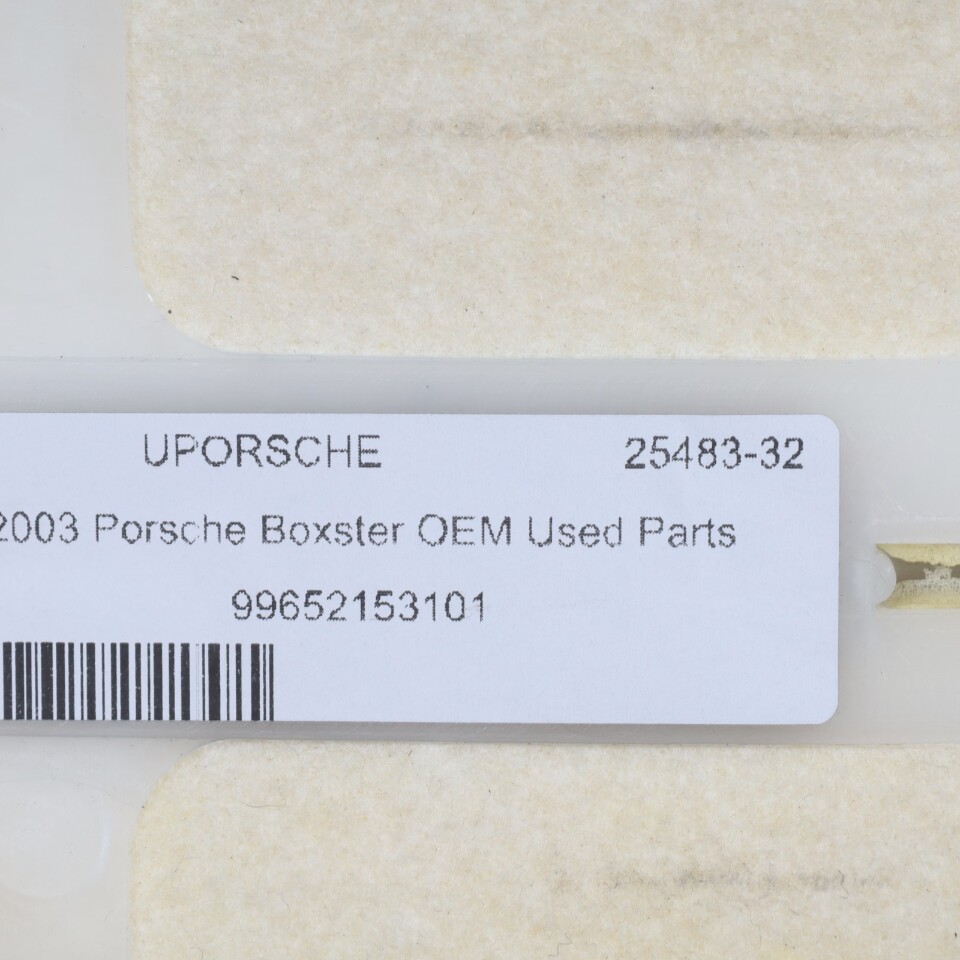 UPORSCHE 25483-32
2003 Porsche Boxster OEM Used Parts
99652153101